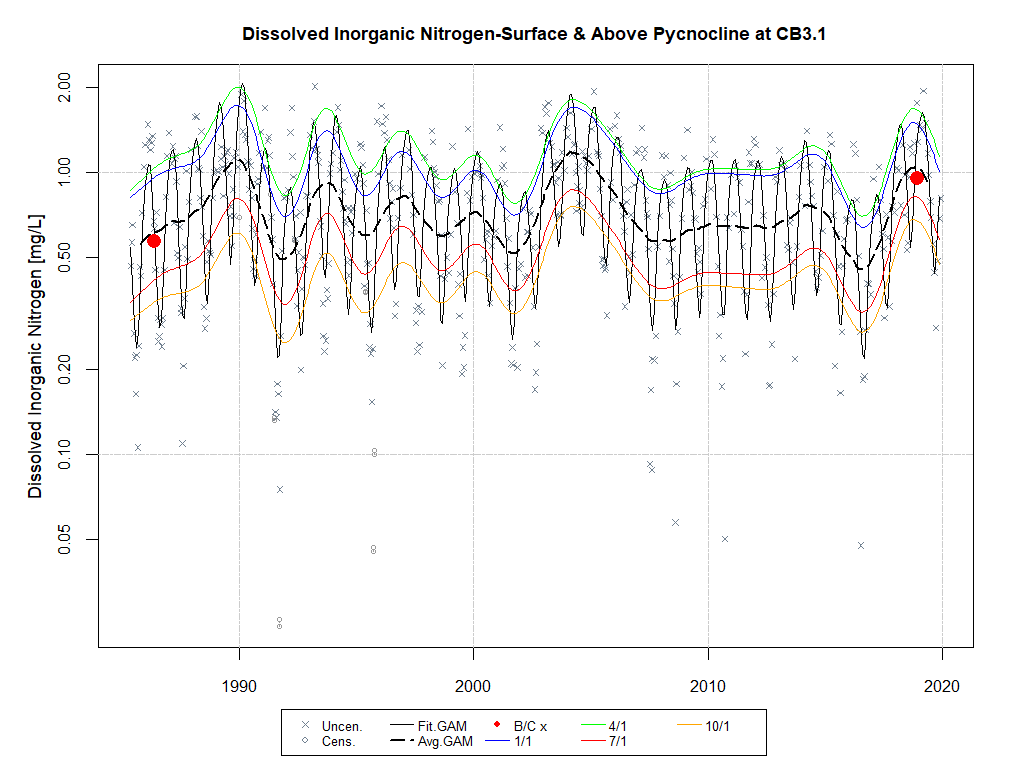 Dissolved Inorganic Nitrogen-Surface & Above Pycnocline at CB3.1
Dissolved Inorganic Nitrogen [mg/L]
2.00
1.00
0.50
0.20
0.10
0.05
1990 2000 2010 2020
Uncen. Fit.GAM B/C x 4/1 10/1
Cens. Avg.GAM 1/1 7/1